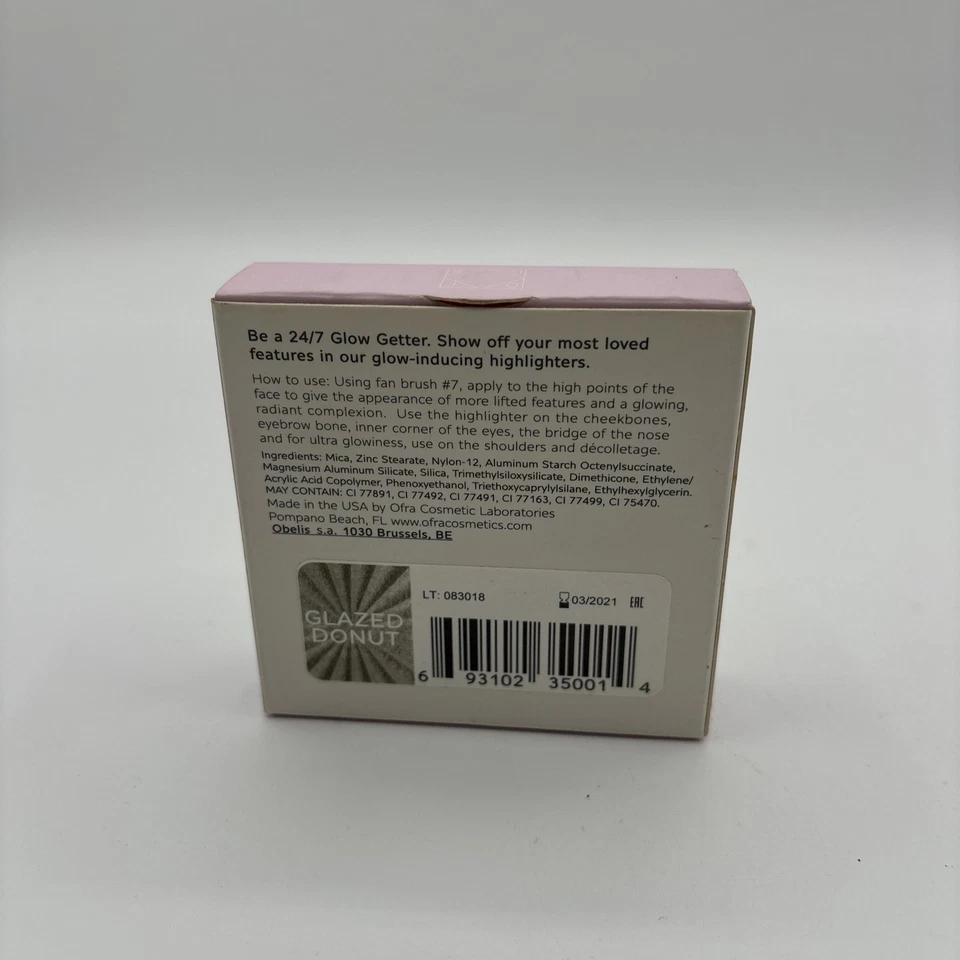 Be a 24/7 Glow Getter. Show off your most loved
features in our glow-inducing highlighters.
How to use: Using fan brush #7, apply to the high points of the
face to give the appearance of more lifted features and a glowing,
radiant complexion. Use the highlighter on the cheekbones,
eyebrow bone, inner corner of the eyes, the bridge of the nose
and for ultra glowiness, use on the shoulders and décolletage.
Ingredients: Mica, Zinc Stearate, Nylon-12, Aluminum Starch Octenylsuccinate,
Magnesium Aluminum Silicate, Silica, Trimethylsiloxysilicate, Dimethicone, Ethylene/
Acrylic Acid Copolymer, Phenoxyethanol, Triethoxycaprylylsilane, Ethylhexylglycerin.
MAY CONTAIN: CI 77891, CI 77492, CI 77491, CI 77163, CI 77499, CI 75470.
Made in the USA by Ofra Cosmetic Laboratories
Pompano Beach, FL www.ofracosmetics.com
Obelis s.a. 1030 Brussels, BE
GLAZED
DONUT
LT: 083018
03/2021 EAC
6 93102 35001 4